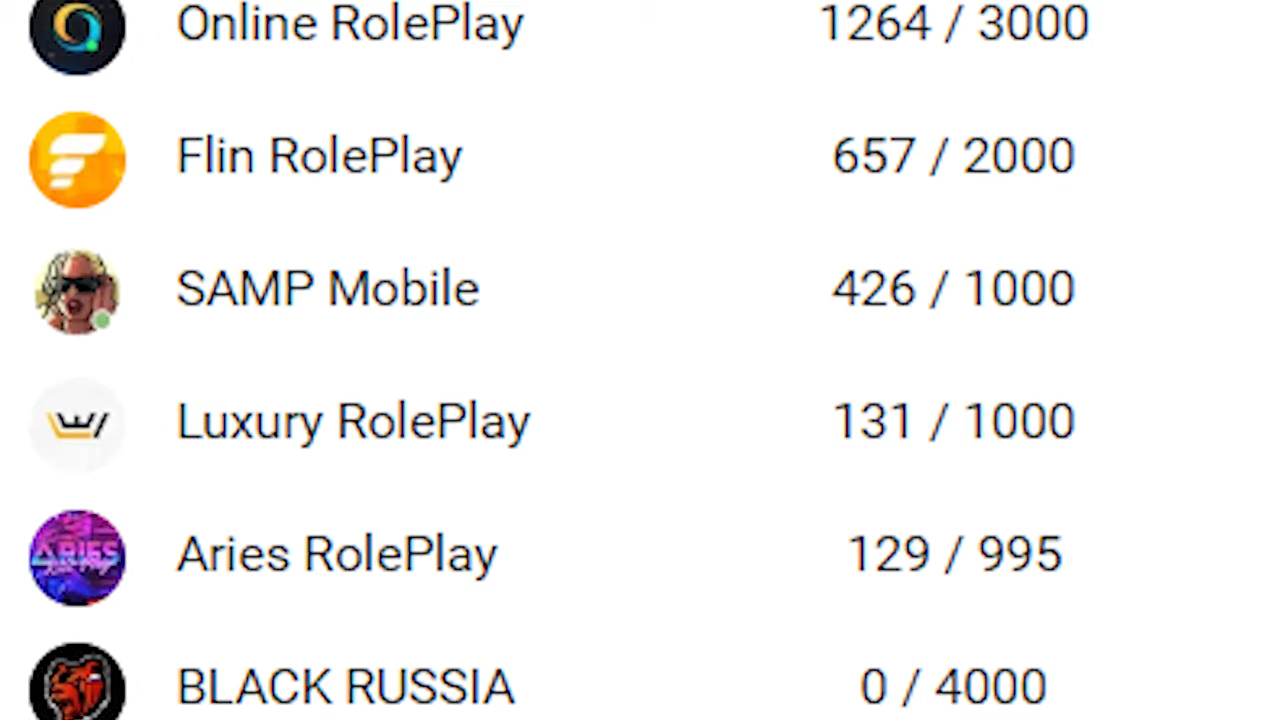 Online RolePlay 1264 / 3000
Flin RolePlay 657 / 2000
SAMP Mobile 426 / 1000
Luxury RolePlay 131 / 1000
ARIES
Aries RolePlay 129 / 995
BLACK RUSSIA 0 / 4000